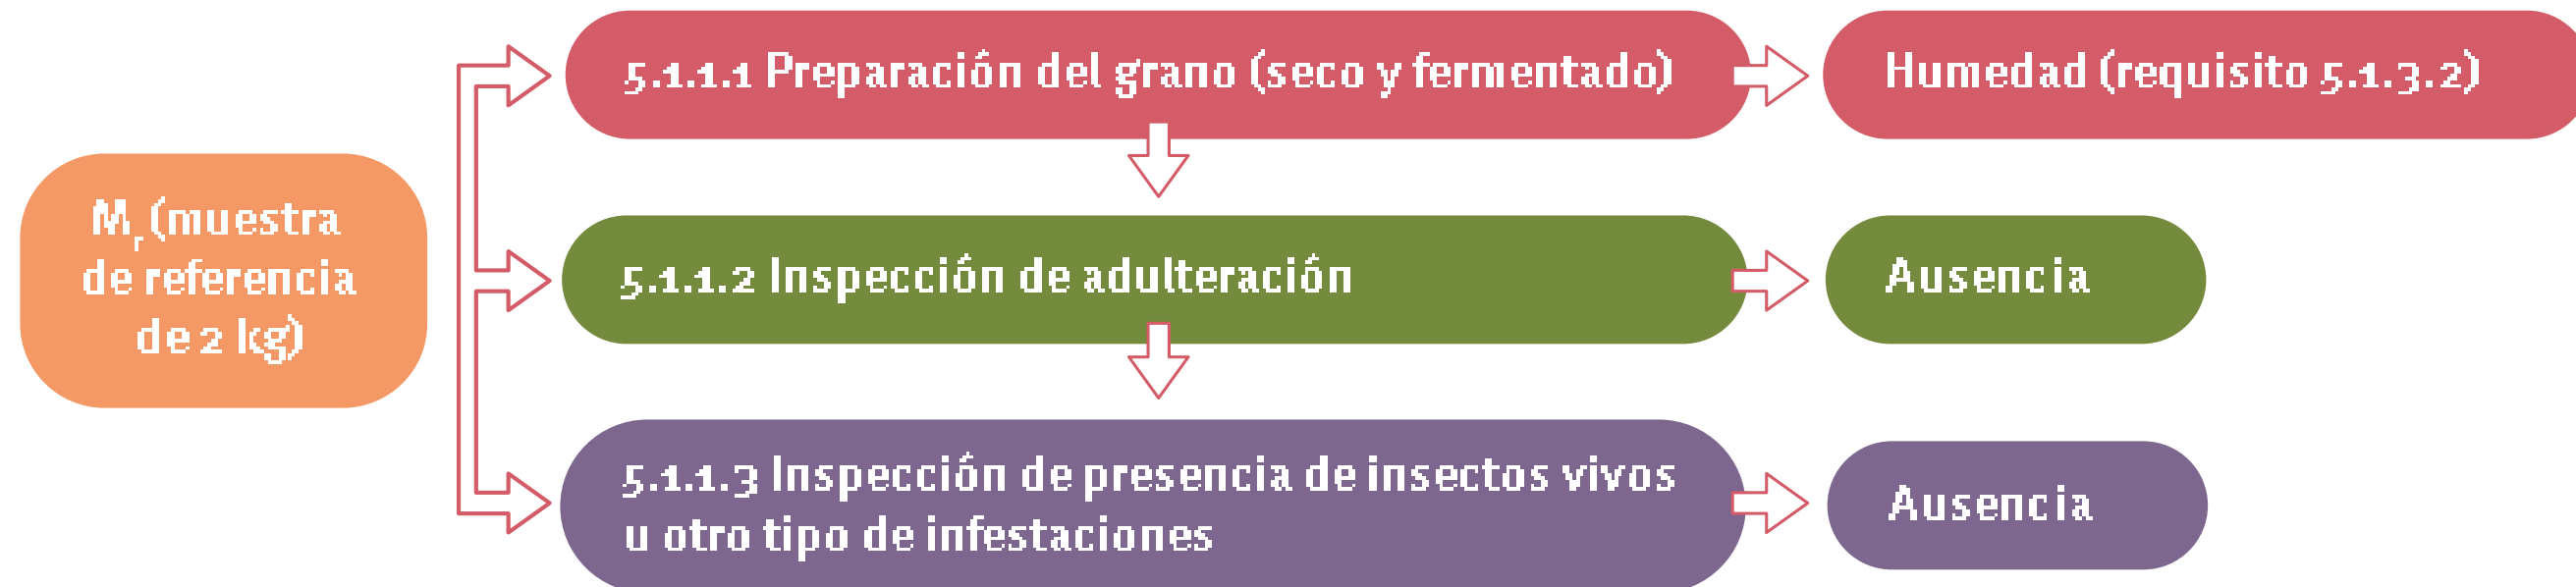 5.1.1.1 Preparación del grano (seco y fermentado)
Humedad (requisito 5.1.3.2)
Mr (muestra
de referencia
de 2 kg)
5.1.1.2 Inspección de adulteración
Ausencia
5.1.1.3 Inspección de presencia de insectos vivos
u otro tipo de infestaciones
Ausencia